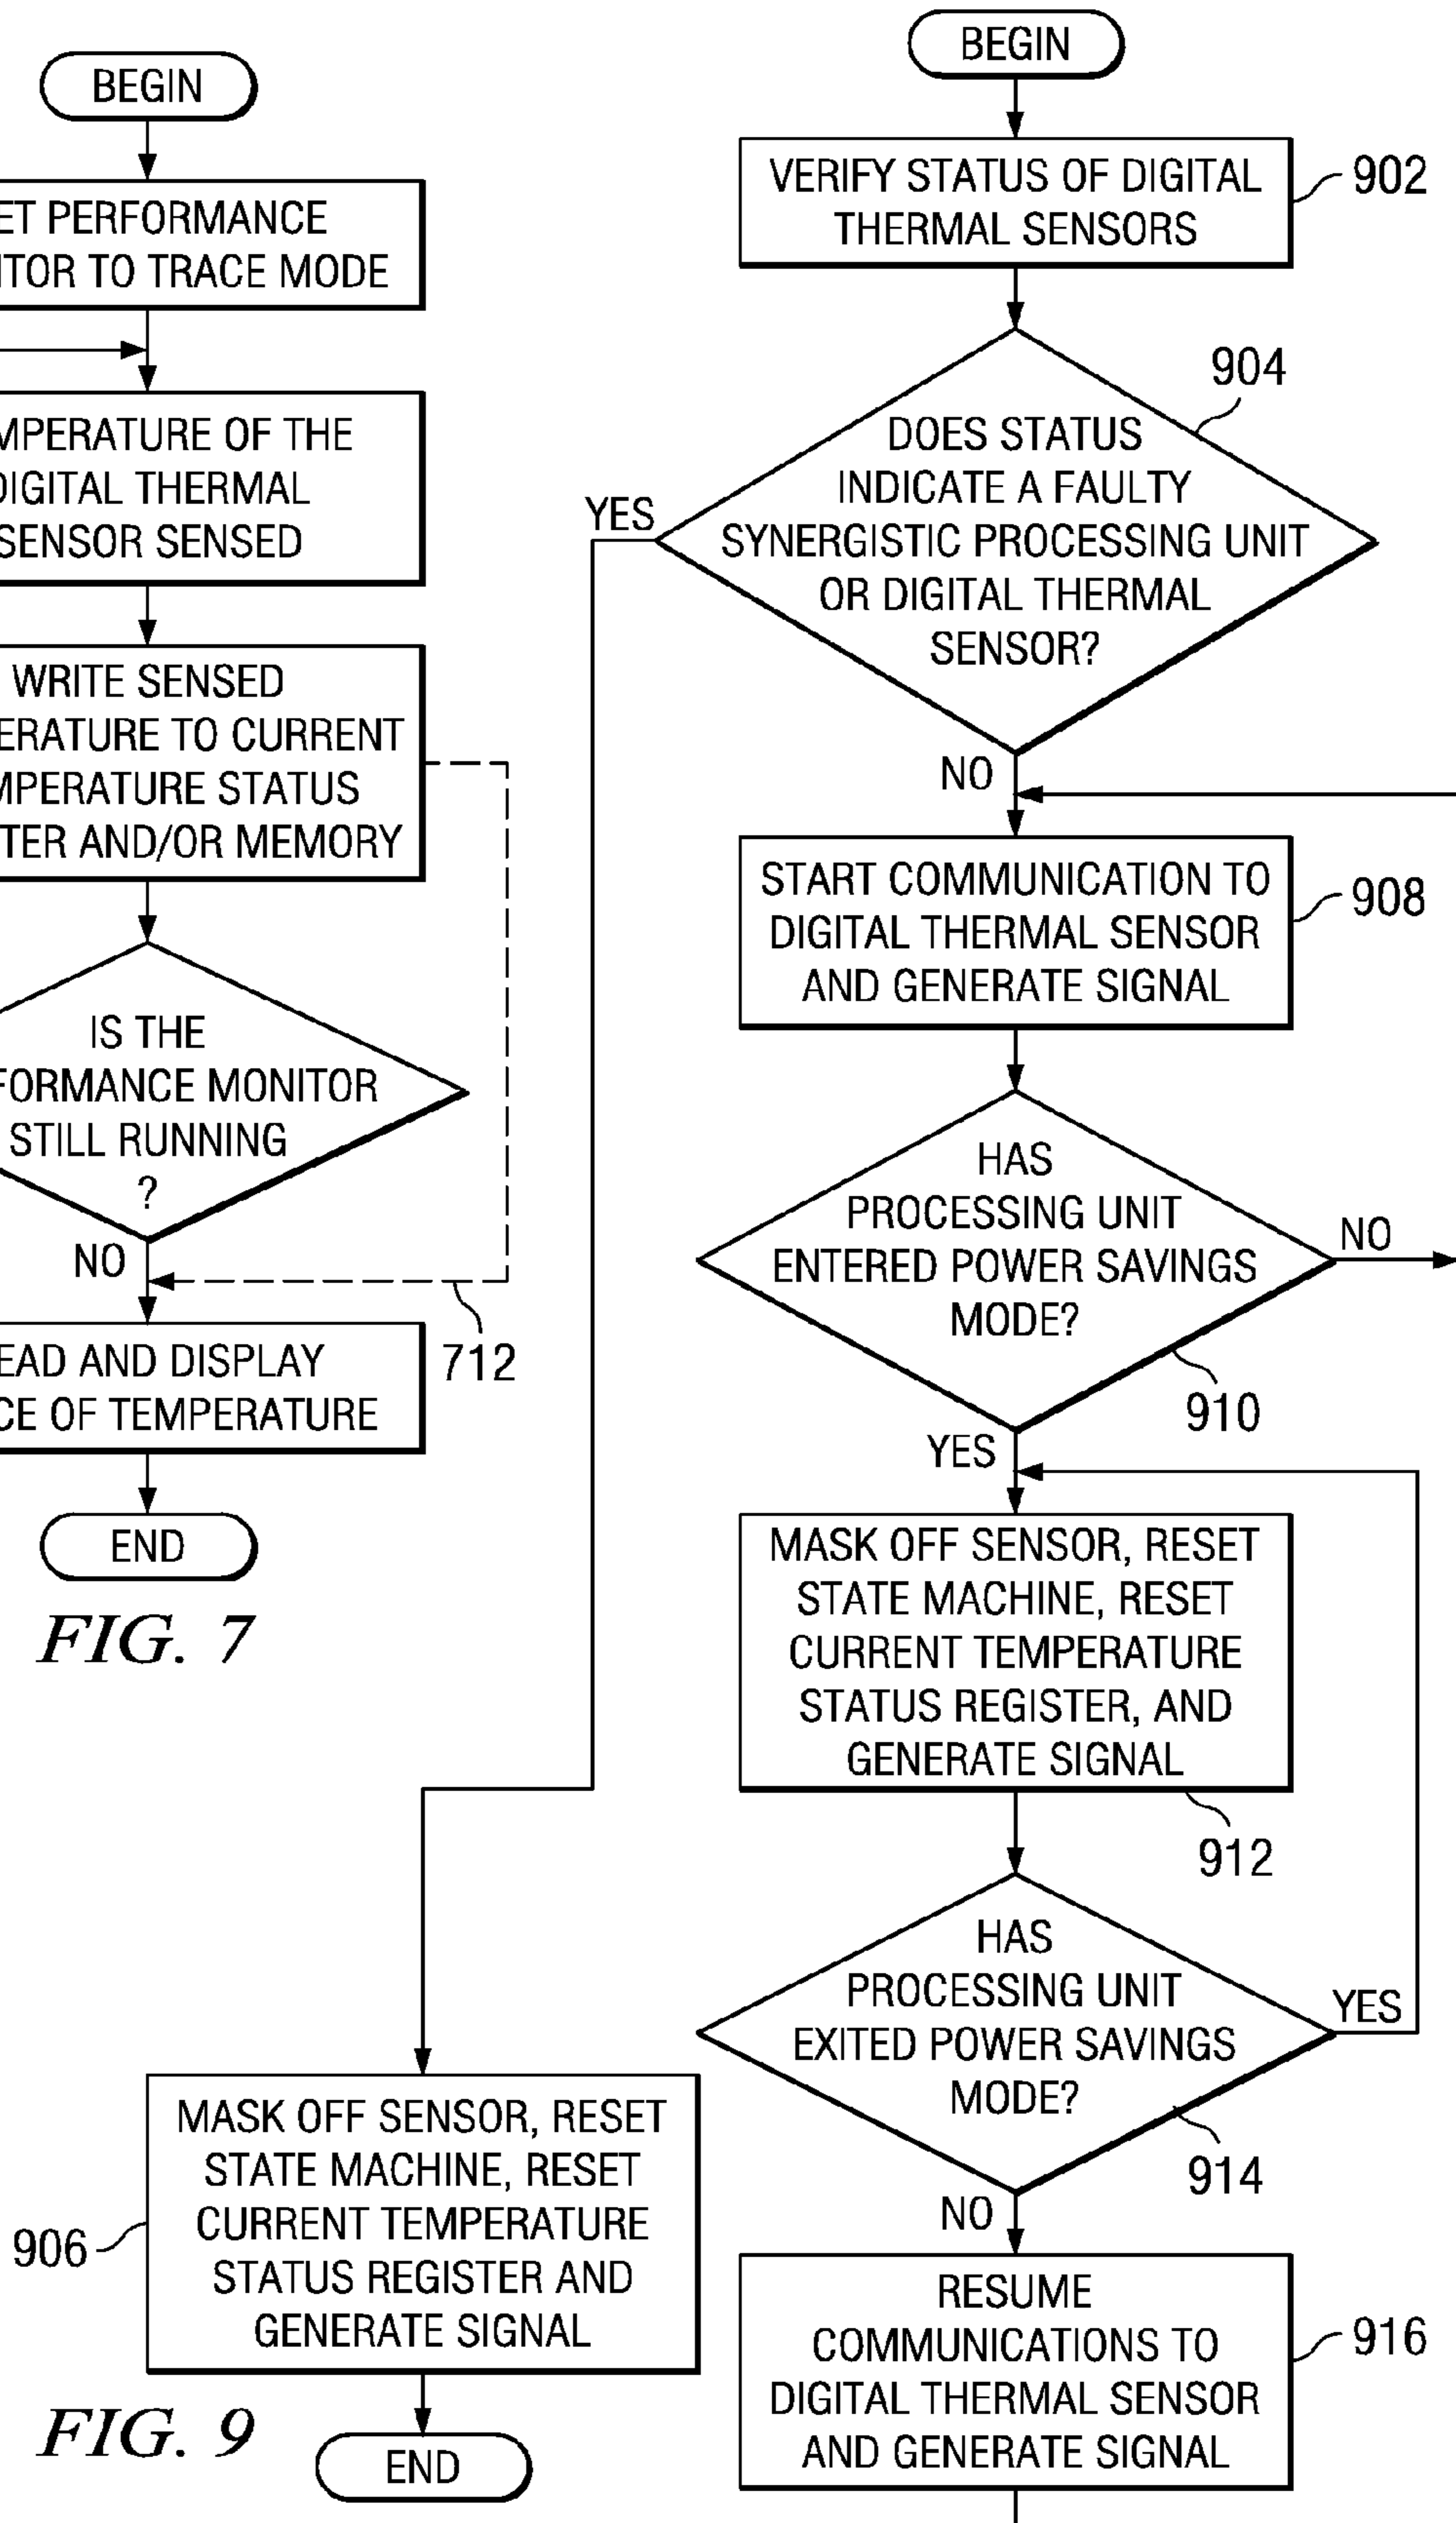 BEGIN
ET PERFORMANCE
ITOR TO TRACE MODE
MPERATURE OF THE
DIGITAL THERMAL
SENSOR SENSED
WRITE SENSED
ERATURE TO CURRENT
MPERATURE STATUS
TER AND/OR MEMORY
IS THE
FORMANCE MONITOR
STILL RUNNING
?
NO
712
EAD AND DISPLAY
CE OF TEMPERATURE
END
FIG. 7
BEGIN
VERIFY STATUS OF DIGITAL
THERMAL SENSORS
902
904
DOES STATUS
INDICATE A FAULTY
SYNERGISTIC PROCESSING UNIT
OR DIGITAL THERMAL
SENSOR?
YES
NO
START COMMUNICATION TO
DIGITAL THERMAL SENSOR
AND GENERATE SIGNAL
908
HAS
PROCESSING UNIT
ENTERED POWER SAVINGS
MODE?
NO
910
YES
MASK OFF SENSOR, RESET
STATE MACHINE, RESET
CURRENT TEMPERATURE
STATUS REGISTER, AND
GENERATE SIGNAL
912
HAS
PROCESSING UNIT
EXITED POWER SAVINGS
MODE?
YES
914
NO
RESUME
COMMUNICATIONS TO
DIGITAL THERMAL SENSOR
AND GENERATE SIGNAL
916
MASK OFF SENSOR, RESET
STATE MACHINE, RESET
CURRENT TEMPERATURE
STATUS REGISTER AND
GENERATE SIGNAL
906
END
FIG. 9